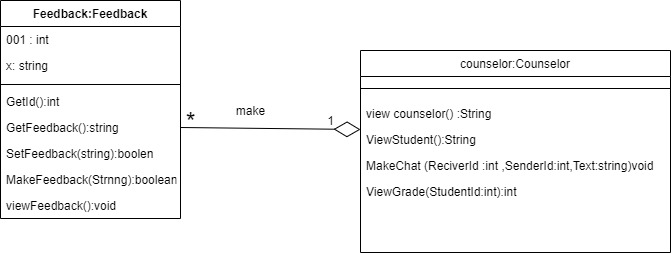 Feedback:Feedback
001 : int
x: string
GetId():int
GetFeedback():string
SetFeedback(string):boolen
MakeFeedback(Strnng):boolean
viewFeedback():void
*
make
1
counselor:Counselor
view counselor() :String
ViewStudent():String
MakeChat (ReciverId :int ,SenderId:int,Text:string)void
ViewGrade(StudentId:int):int